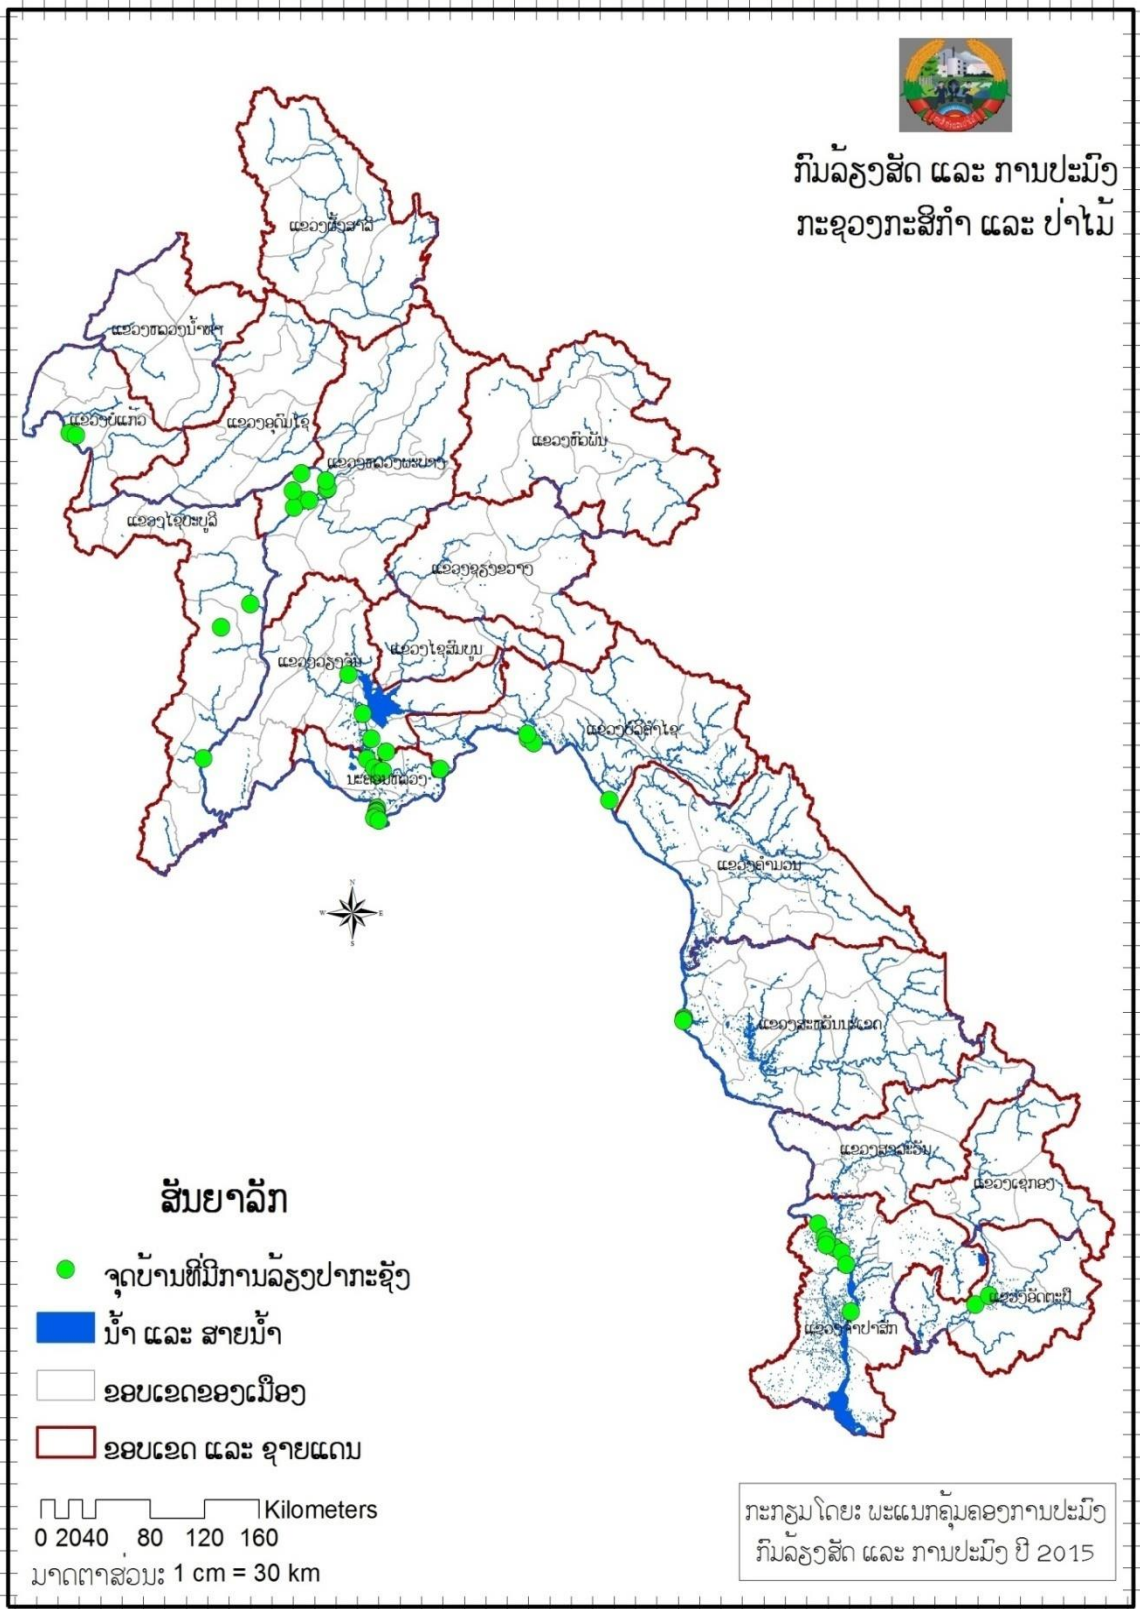 ກົມລ້ຽງສັດ ແລະ ການປະມົງ
ກະຊວງກະສິກຳ ແລະ ປ່າໄມ້
ແຂວງຜົ້ງສາລີ
ແຂວງຫລວງນ້ຳທາ
ແຂວງບໍ່ແກ້ວ
ແຂວງອຸດົມໄຊ
ແຂວງຫົວພັນ
ແຂວງຫລວງພະບາງ
ແຂວງໄຊຍະບູລີ
ແຂວງຊຽງຂວາງ
ແຂວງໄຊສົມບູນ
ແຂວງວຽງຈັນ
ແຂວງບໍລິຄຳໄຊ
ນະຄອນຫລວງ
ແຂວງຄຳມວນ
N
W E
S
ແຂວງສະຫວັນນະເຂດ
ແຂວງສາລະວັນ
ແຂວງເຊກອງ
ແຂວງອັດຕະປື
ແຂວງຈຳປາສັກ
ສັນຍາລັກ
ຈຸດບ້ານທີ່ມີການລ້ຽງປາກະຊັງ
ນ້ຳ ແລະ ສາຍນ້ຳ
ຂອບເຂດຂອງເມືອງ
ຂອບເຂດ ແລະ ຊາຍແດນ
Kilometers
0 20 40 80 120 160
ມາດຕາສ່ວນ: 1 cm = 30 km
ກະກຽມໂດຍ: ພະແນກຄຸ້ມຄອງການປະມົງ
ກົມລ້ຽງສັດ ແລະ ການປະມົງ ປີ 2015